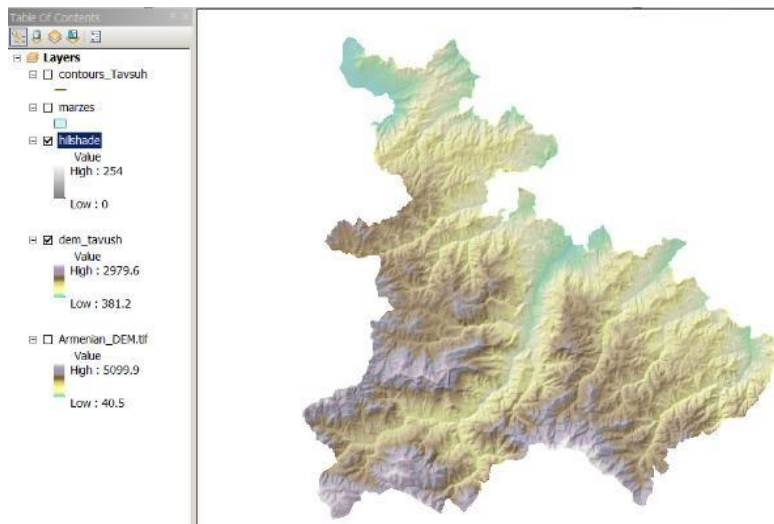 Table Of Contents
Layers
contours_Tavsuh
marzes
hillshade
Value
High : 254
Low : 0
dem_tavush
Value
High : 2979.6
Low : 381.2
Armenian_DEM.tif
Value
High : 5099.9
Low : 40.5